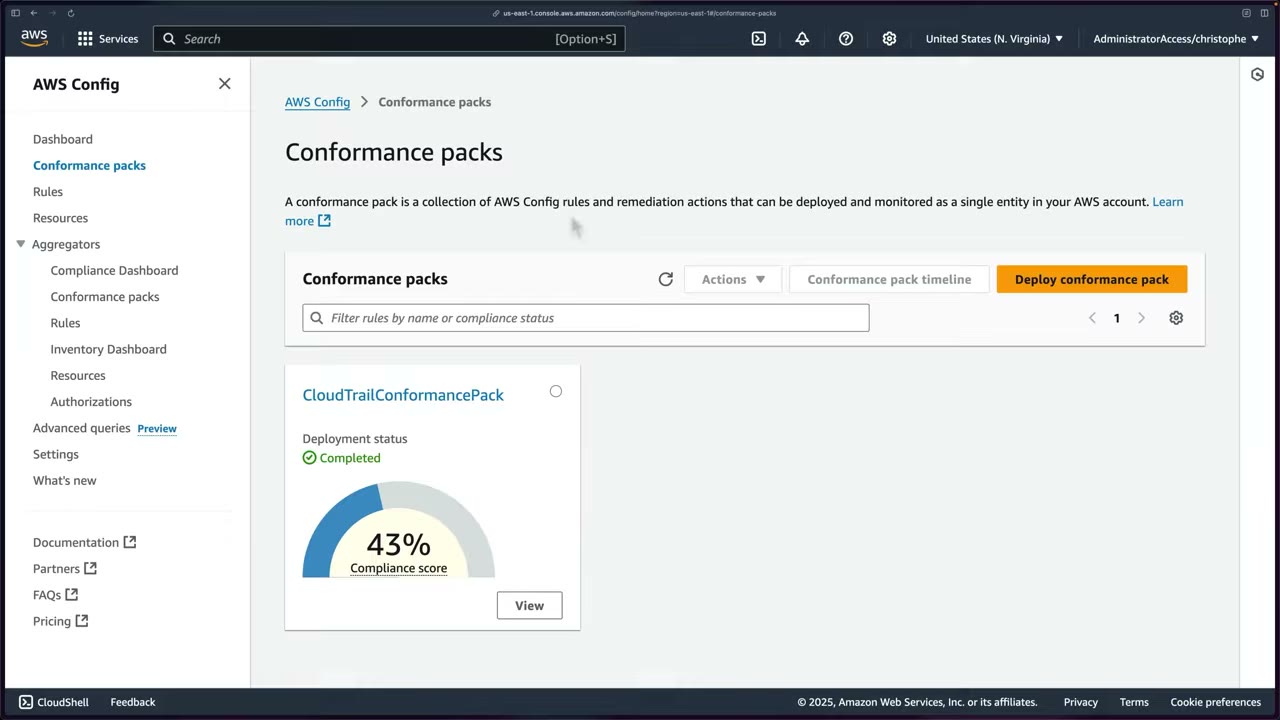 us-east-1.console.aws.amazon.com/config/home?region=us-east-1#/conformance-packs
aws
Services
Search
[Option+S]
United States (N. Virginia)
AdministratorAccess/christophe
AWS Config
Dashboard
Conformance packs
Rules
Resources
Aggregators
Compliance Dashboard
Conformance packs
Rules
Inventory Dashboard
Resources
Authorizations
Advanced queries Preview
Settings
What's new
Documentation
Partners
FAQs
Pricing
AWS Config > Conformance packs
Conformance packs
A conformance pack is a collection of AWS Config rules and remediation actions that can be deployed and monitored as a single entity in your AWS account. Learn
more
Conformance packs
Actions
Conformance pack timeline
Deploy conformance pack
Filter rules by name or compliance status
1
CloudTrailConformancePack
Deployment status
Completed
43%
Compliance score
View
CloudShell
Feedback
© 2025, Amazon Web Services, Inc. or its affiliates.
Privacy
Terms
Cookie preferences